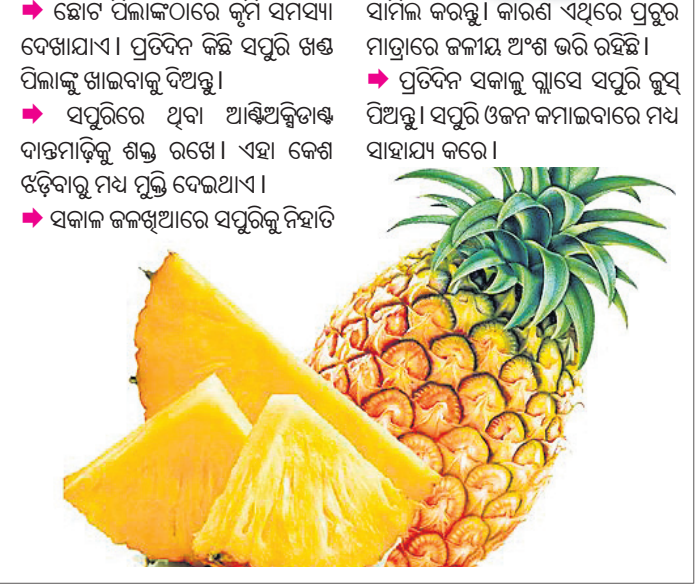 ➡ ଛୋଟ ପିଲାଙ୍କଠାରେ କୃମି ସମସ୍ୟା
ଦେଖାଯାଏ। ପ୍ରତିଦିନ କିଛି ସପୁରି ଖଣ୍ଡ
ପିଲାଙ୍କୁ ଖାଇବାକୁ ଦିଅନ୍ତୁ।
➡ ସପୁରିରେ ଥିବା ଆଣ୍ଟିଅକ୍ସିଡାଣ୍ଟ
ଦାନ୍ତମାଢ଼ିକୁ ଶକ୍ତ ରଖେ। ଏହା କେଶ
ଝଡ଼ିବାରୁ ମଧ୍ୟ ମୁକ୍ତି ଦେଇଥାଏ।
➡ ସକାଳ ଜଳଖିଆରେ ସପୁରିକୁ ନିହାତି
ସାମିଲ କରନ୍ତୁ। କାରଣ ଏଥିରେ ପ୍ରଚୁର
ମାତ୍ରାରେ ଜଳୀୟ ଅଂଶ ଭରି ରହିଛି।
➡ ପ୍ରତିଦିନ ସକାଳୁ ଗ୍ଲାସେ ସପୁରି ଜୁସ୍
ପିଅନ୍ତୁ। ସପୁରି ଓଜନ କମାଇବାରେ ମଧ୍ୟ
ସାହାଯ୍ୟ କରେ।